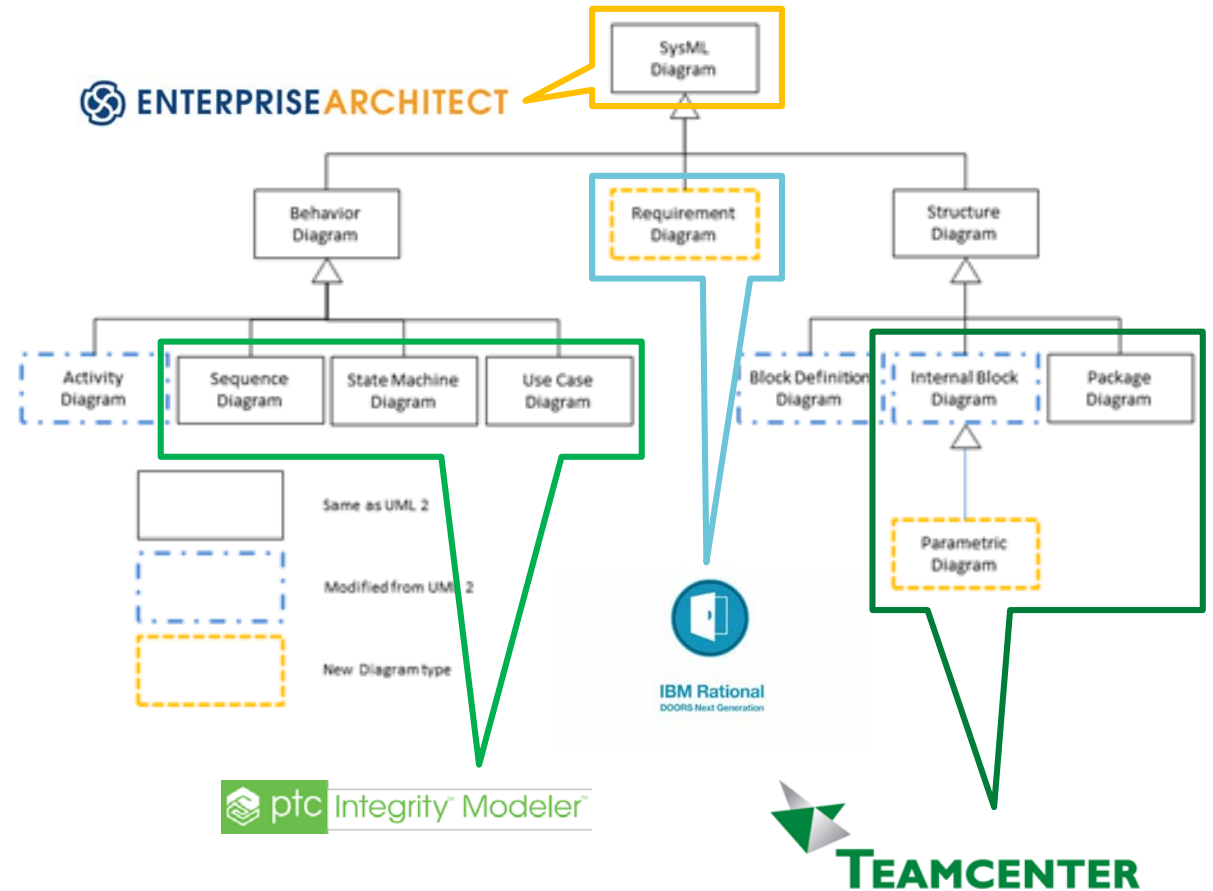 SysML
Diagram
ENTERPRISE ARCHITECT
Behavior
Diagram
Requirement
Diagram
Structure
Diagram
Activity
Diagram
Sequence
Diagram
State Machine
Diagram
Use Case
Diagram
Block Definition
Diagram
Internal Block
Diagram
Package
Diagram
Parametric
Diagram
Same as UML 2
Modified from UML 2
New Diagram type
IBM Rational
DOORS Next Generation
ptc Integrity™ Modeler™
TEAMCENTER